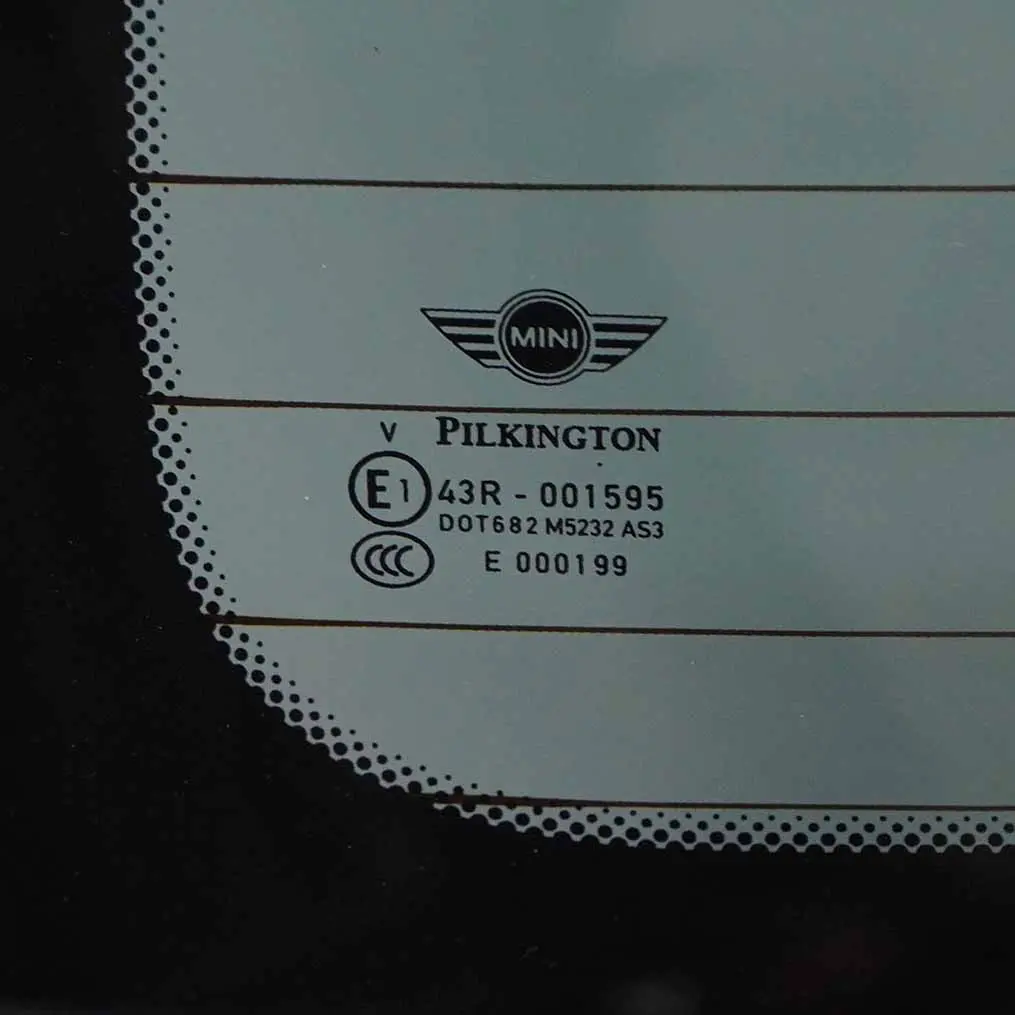 MINI
V PILKINGTON
E1 43R - 001595
DOT682 M5232 AS3
CCC E 000199